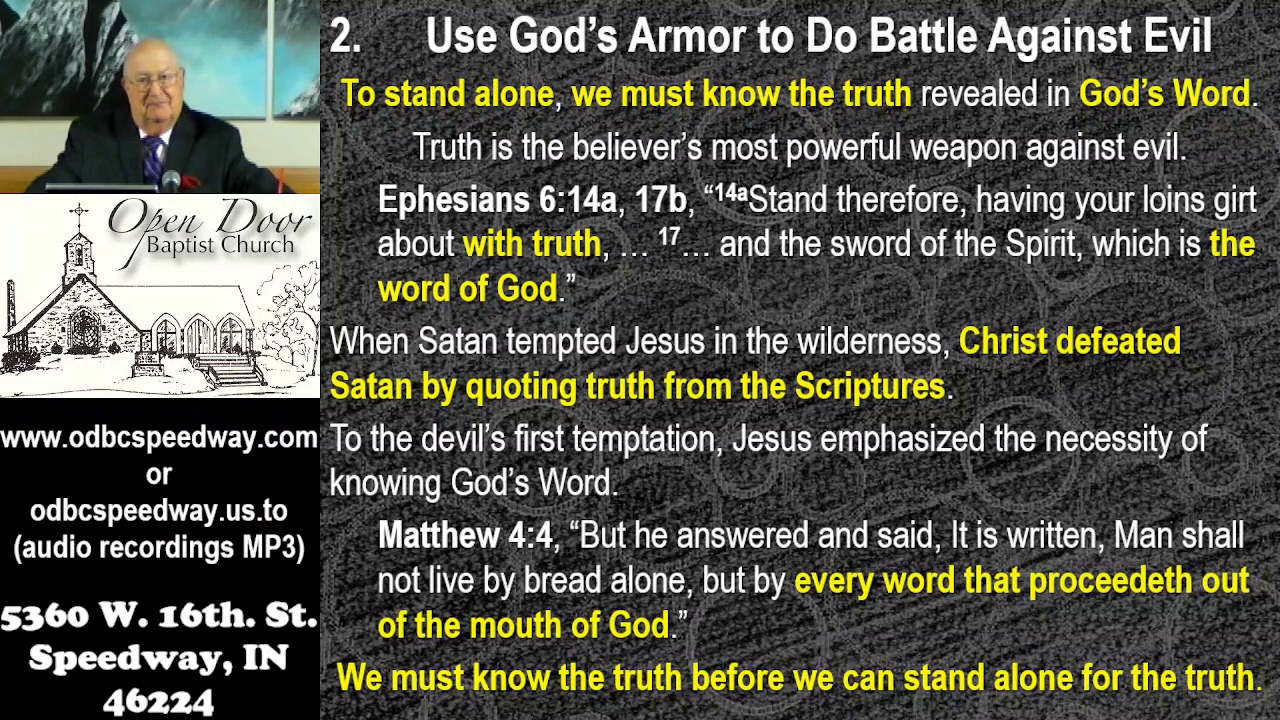 Open Door
Baptist Church
www.odbcspeedway.com
or
odbcspeedway.us.to
(audio recordings MP3)
5360 W. 16th. St.
Speedway, IN
46224
2. Use God’s Armor to Do Battle Against Evil
To stand alone, we must know the truth revealed in God’s Word.
Truth is the believer’s most powerful weapon against evil.
Ephesians 6:14a, 17b, “14aStand therefore, having your loins girt
about with truth, … 17… and the sword of the Spirit, which is the
word of God.”
When Satan tempted Jesus in the wilderness, Christ defeated
Satan by quoting truth from the Scriptures.
To the devil’s first temptation, Jesus emphasized the necessity of
knowing God’s Word.
Matthew 4:4, “But he answered and said, It is written, Man shall
not live by bread alone, but by every word that proceedeth out
of the mouth of God.”
We must know the truth before we can stand alone for the truth.